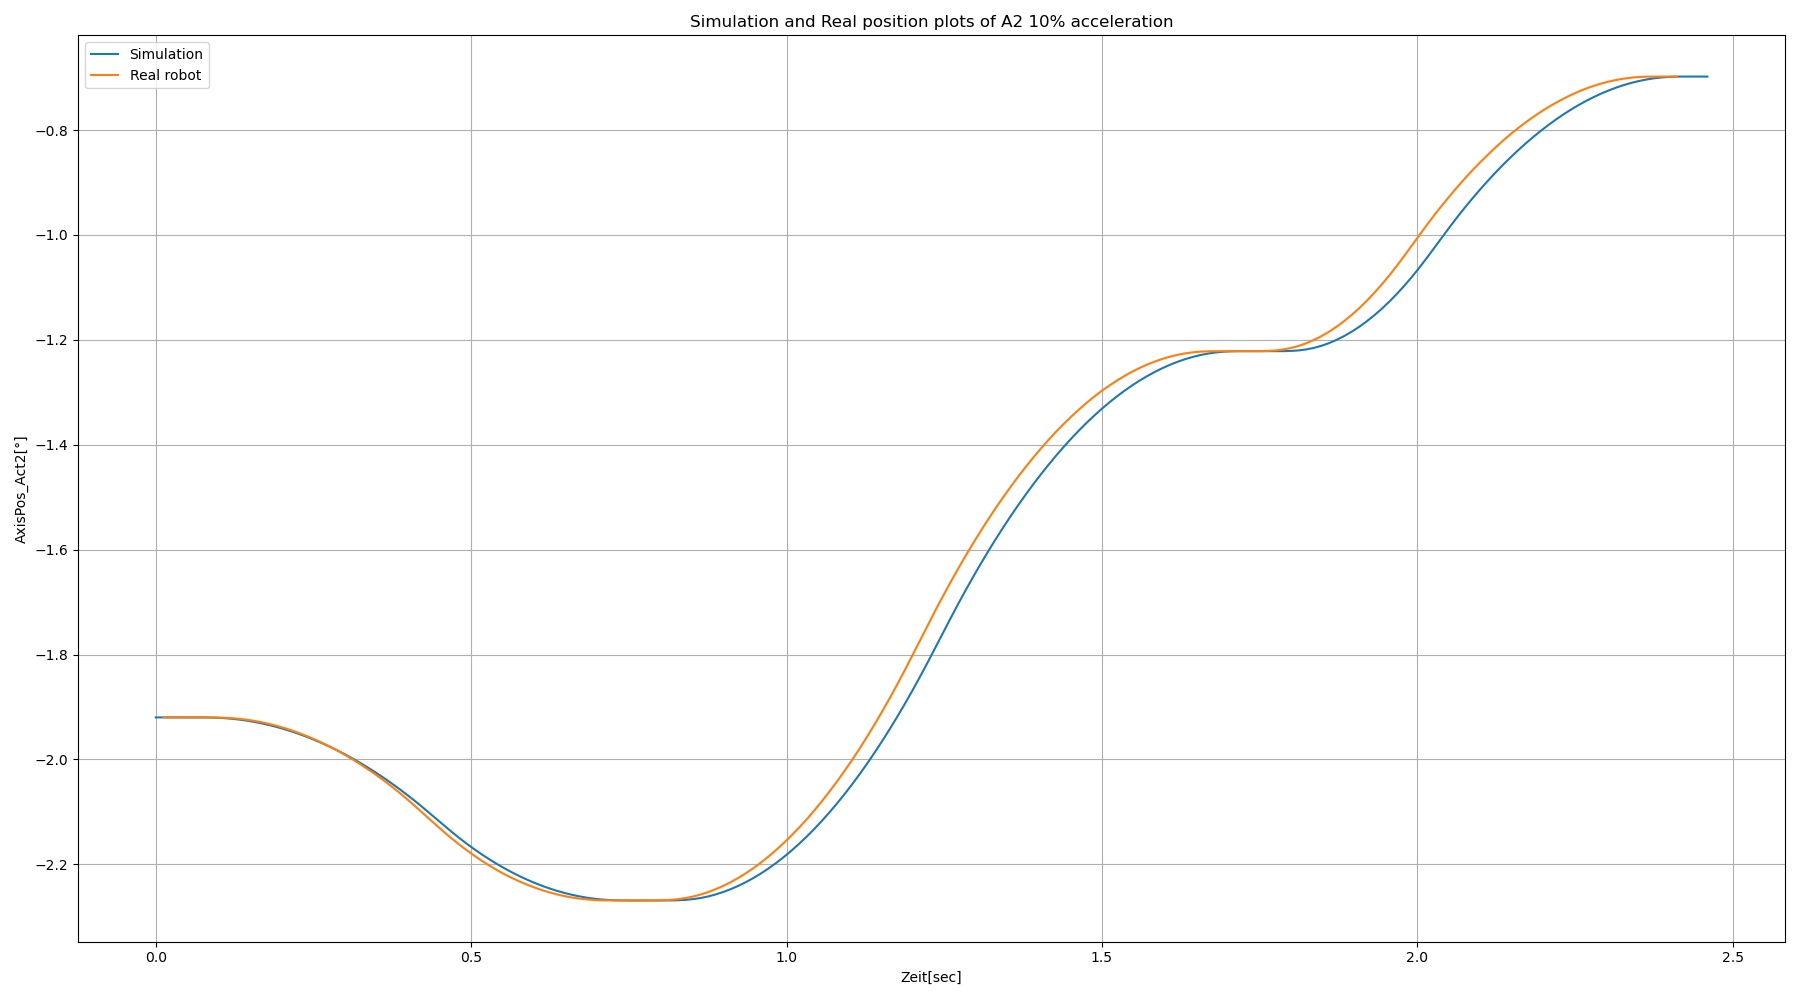 Simulation and Real position plots of A2 10% acceleration
Simulation
Real robot
−0.8
−1.0
−1.2
−1.4
−1.6
−1.8
−2.0
−2.2
AxisPos_Act2[°]
0.0 0.5 1.0 1.5 2.0 2.5
Zeit[sec]